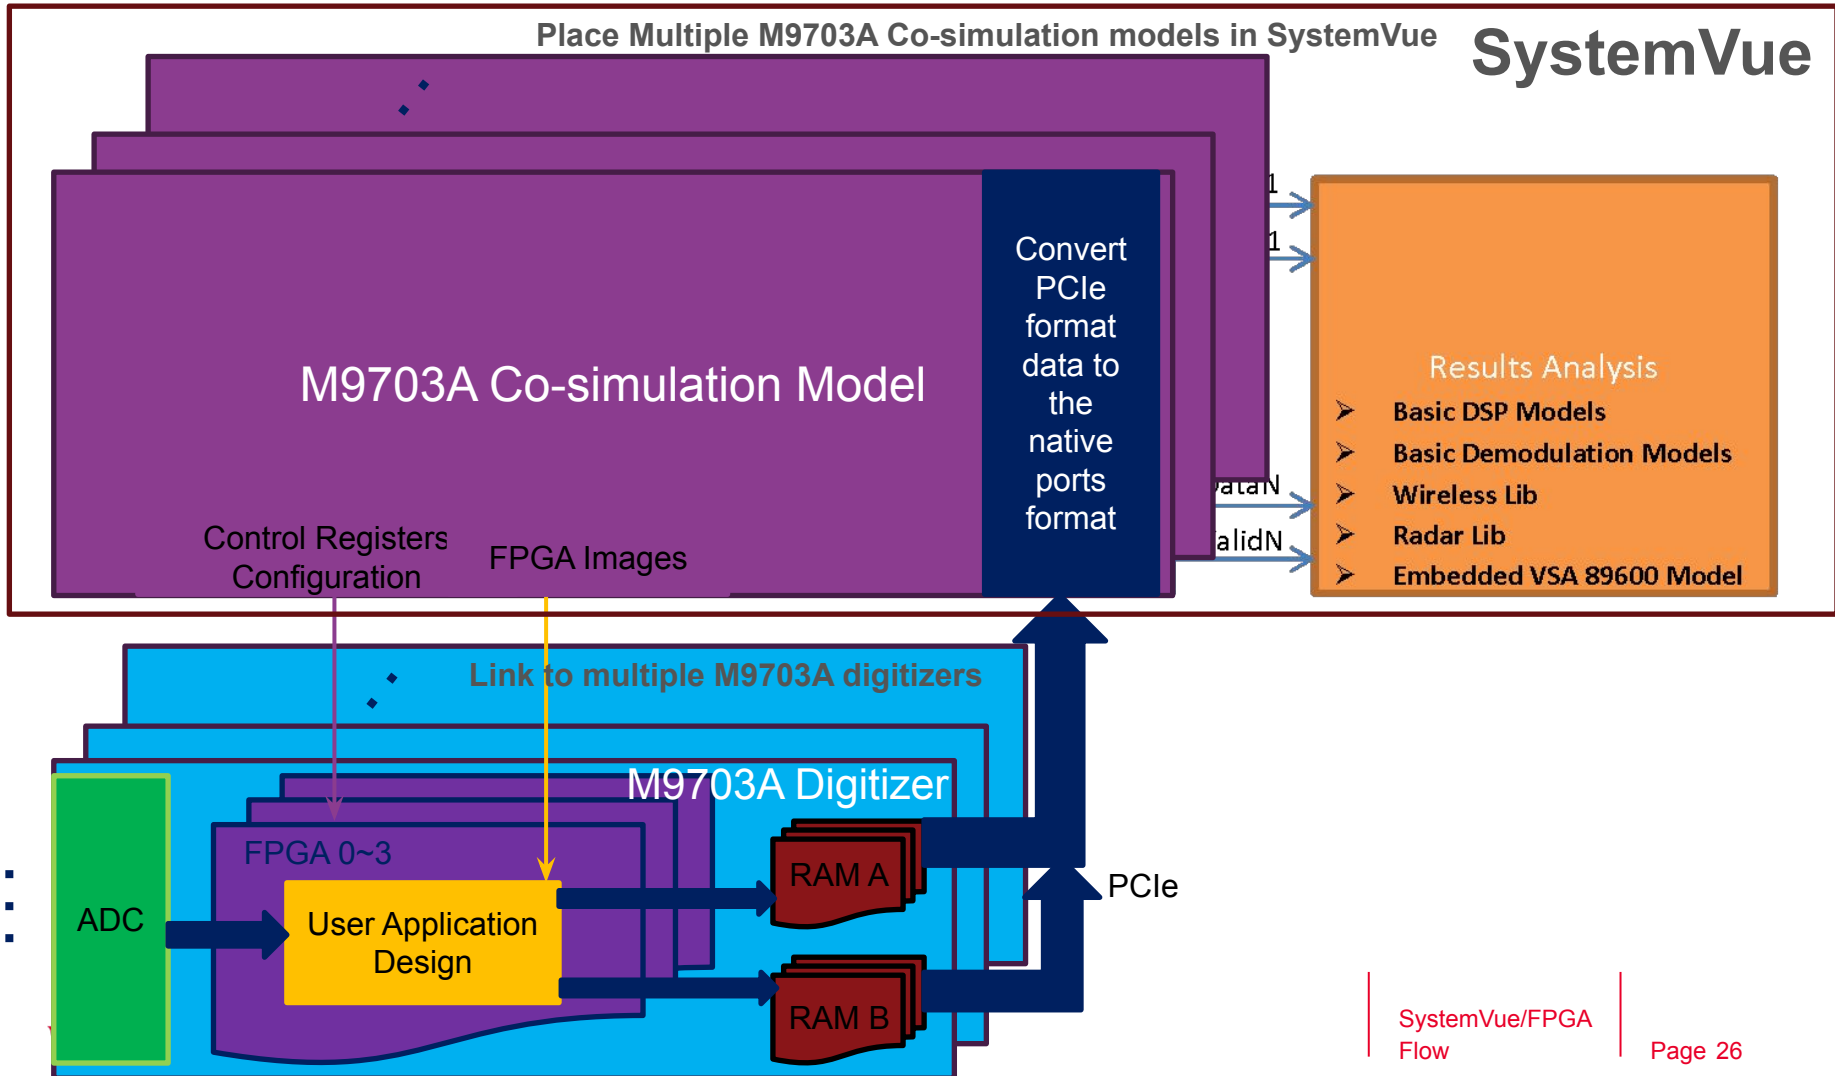 Place Multiple M9703A Co-simulation models in SystemVue
SystemVue
1
1
Convert
PCIe
format
data to
the
native
ports
format
M9703A Co-simulation Model
Results Analysis
Basic DSP Models
Basic Demodulation Models
Wireless Lib
Radar Lib
Embedded VSA 89600 Model
Control Registers
Configuration
FPGA Images
Link to multiple M9703A digitizers
M9703A Digitizer
FPGA 0~3
ADC
User Application
Design
RAM A
RAM B
PCIe
SystemVue/FPGA
Flow
Page 26